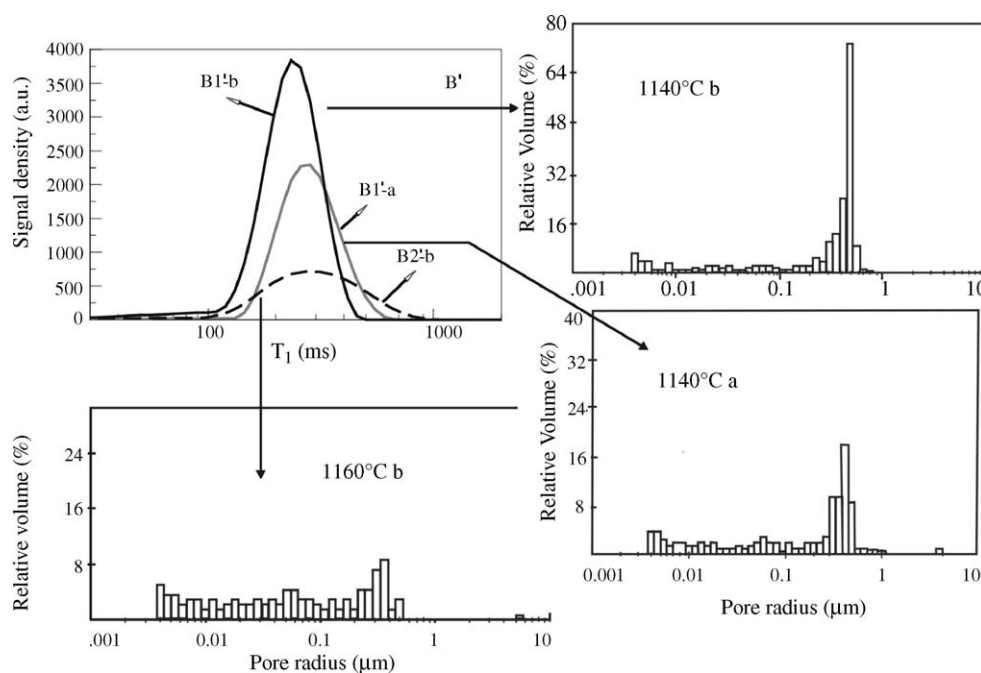 4000
3500
3000
2500
2000
1500
1000
500
0
Signal density (a.u.)
B1'-b
B'
B1'-a
B2'-b
100
1000
T1 (ms)
80
64
48
32
16
Relative Volume (%)
1140°C b
.001
0.01
0.1
1
10
40
32
24
16
8
Relative Volume (%)
1140°C a
0.001
0.01
0.1
1
10
Pore radius (μm)
24
16
8
Relative volume (%)
1160°C b
.001
0.01
0.1
1
10
Pore radius (μm)